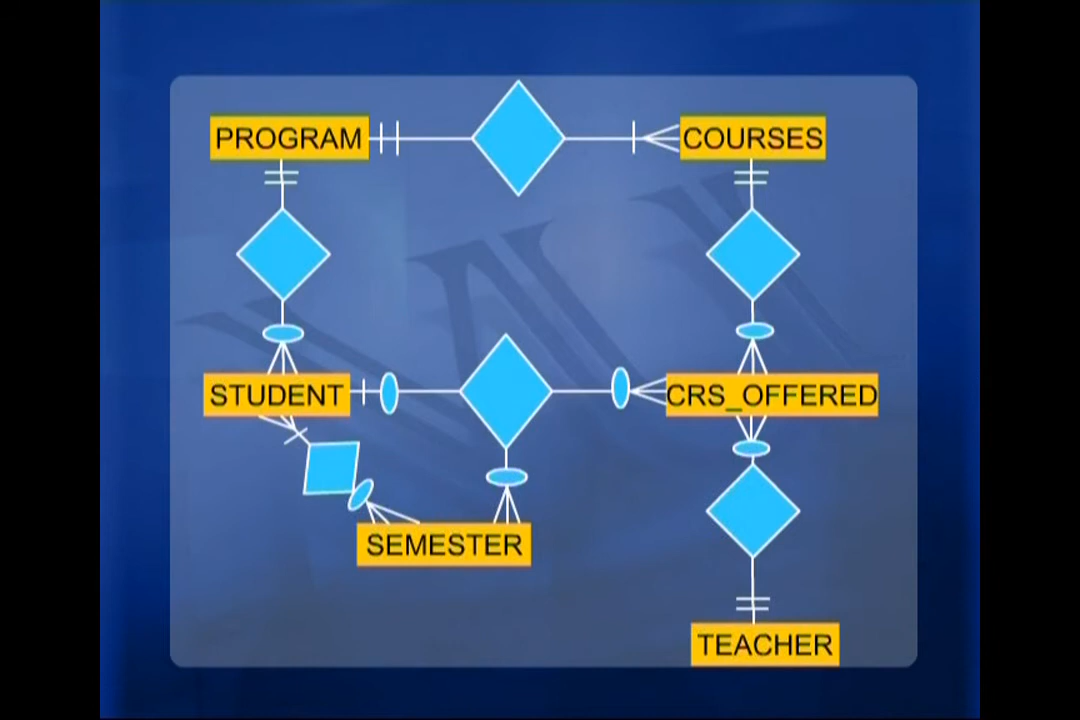 PROGRAM
COURSES
STUDENT
CRS_OFFERED
SEMESTER
TEACHER